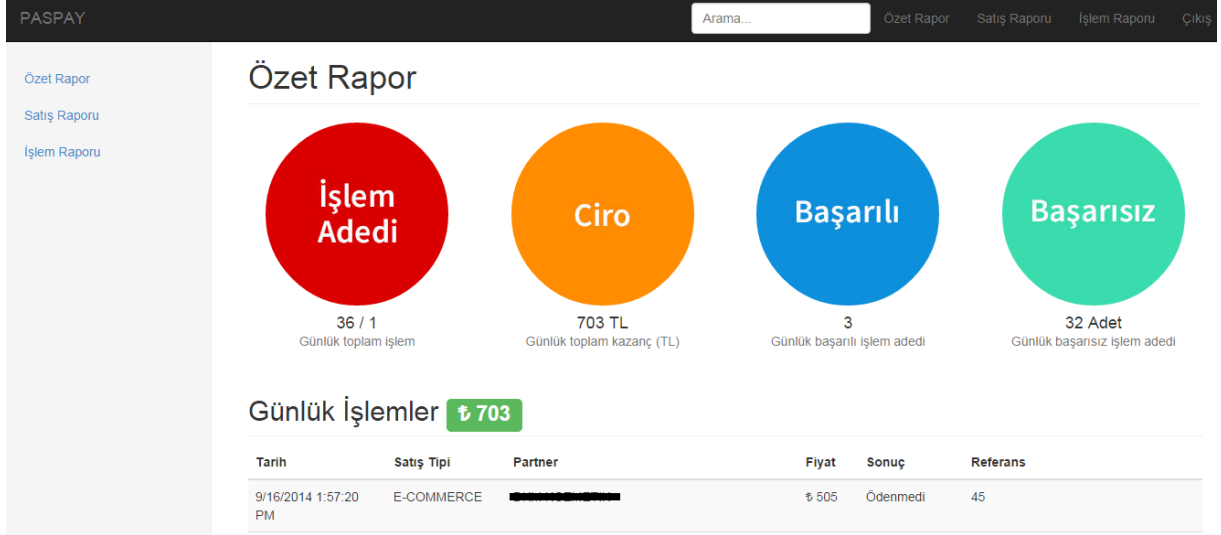 PASPAY
Arama...
Özet Rapor
Satış Raporu
İşlem Raporu
Çıkış
Özet Rapor
Satış Raporu
İşlem Raporu
Özet Rapor
İşlem
Adedi
Ciro
Başarılı
Başarısız
36 / 1
Günlük toplam işlem
703 TL
Günlük toplam kazanç (TL)
3
Günlük başarılı işlem adedi
32 Adet
Günlük başarısız işlem adedi
Günlük İşlemler ₺ 703
Tarih Satış Tipi Partner Fiyat Sonuç Referans
9/16/2014 1:57:20 E-COMMERCE ₺ 505 Ödenmedi 45
PM